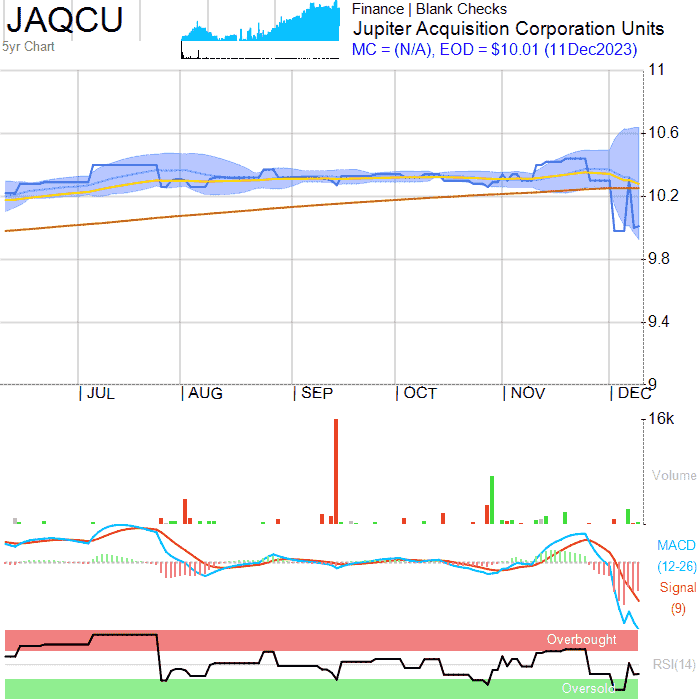 JAQCU
5yr Chart
Finance | Blank Checks
Jupiter Acquisition Corporation Units
MC = (N/A), EOD = $10.01 (11Dec2023)
11
10.6
10.2
9.8
9.4
9
| JUL | AUG | SEP | OCT | NOV | DEC
16k
Volume
MACD
(12-26)
Signal
(9)
Overbought
RSI(14)
Oversold